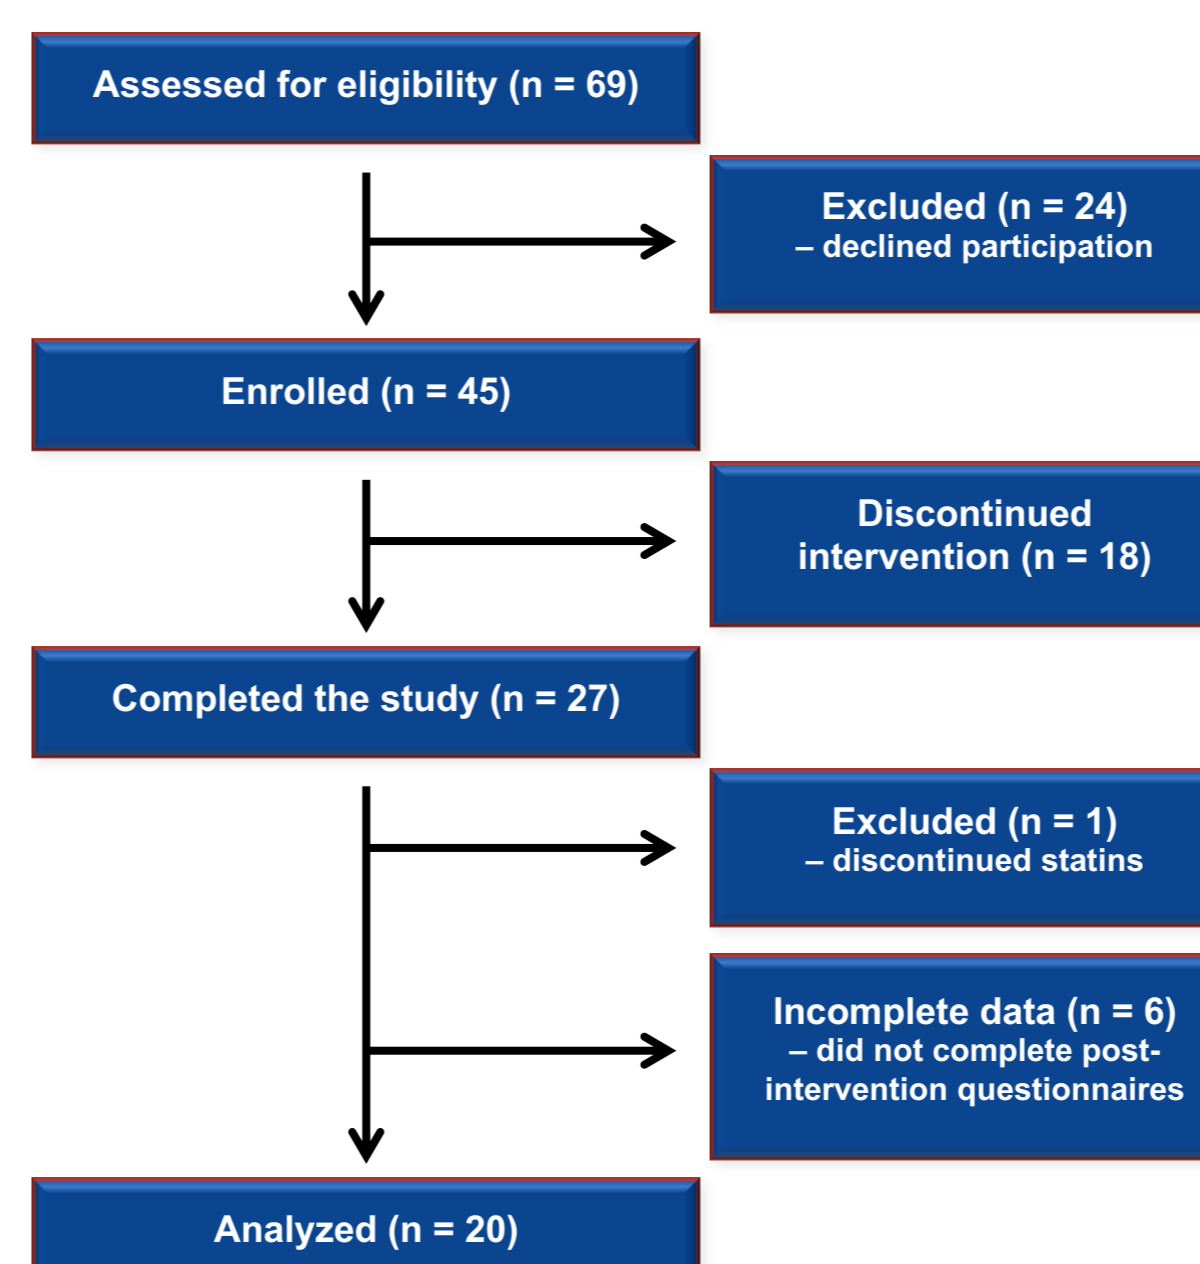 Assessed for eligibility (n = 69)
Excluded (n = 24)
– declined participation
Enrolled (n = 45)
Discontinued
intervention (n = 18)
Completed the study (n = 27)
Excluded (n = 1)
– discontinued statins
Incomplete data (n = 6)
– did not complete post-
intervention questionnaires
Analyzed (n = 20)